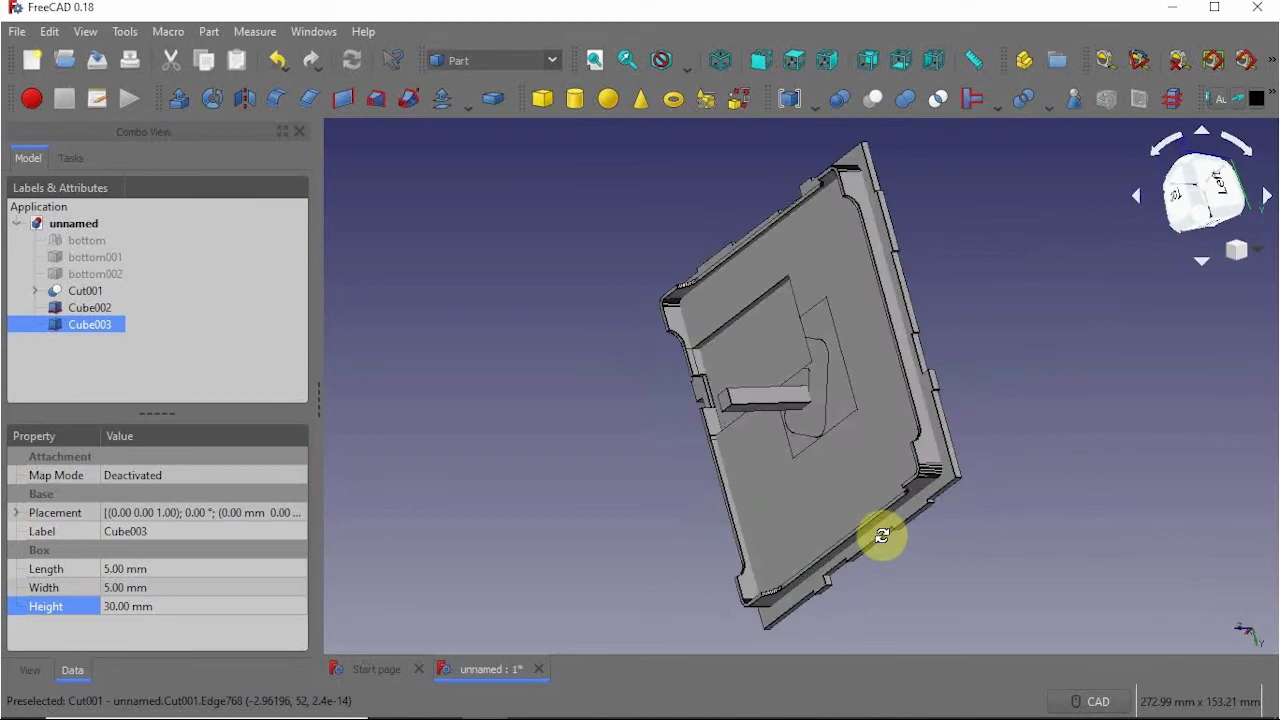 FreeCAD 0.18
File Edit View Tools Macro Part Measure Windows Help
Part
Au
Combo View
Model Tasks
Labels & Attributes
Application
unnamed
bottom
bottom001
bottom002
Cut001
Cube002
Cube003
Left
Property Value
Attachment
Map Mode Deactivated
Base
Placement [(0.00 0.00 1.00); 0.00 °; (0.00 mm 0.00 ...
Label Cube003
Box
Length 5.00 mm
Width 5.00 mm
Height 30.00 mm
View Data
Start page unnamed : 1*
Preselected: Cut001 - unnamed.Cut001.Edge768 (-2.96196, 52, 2.4e-14)
CAD
272.99 mm x 153.21 mm